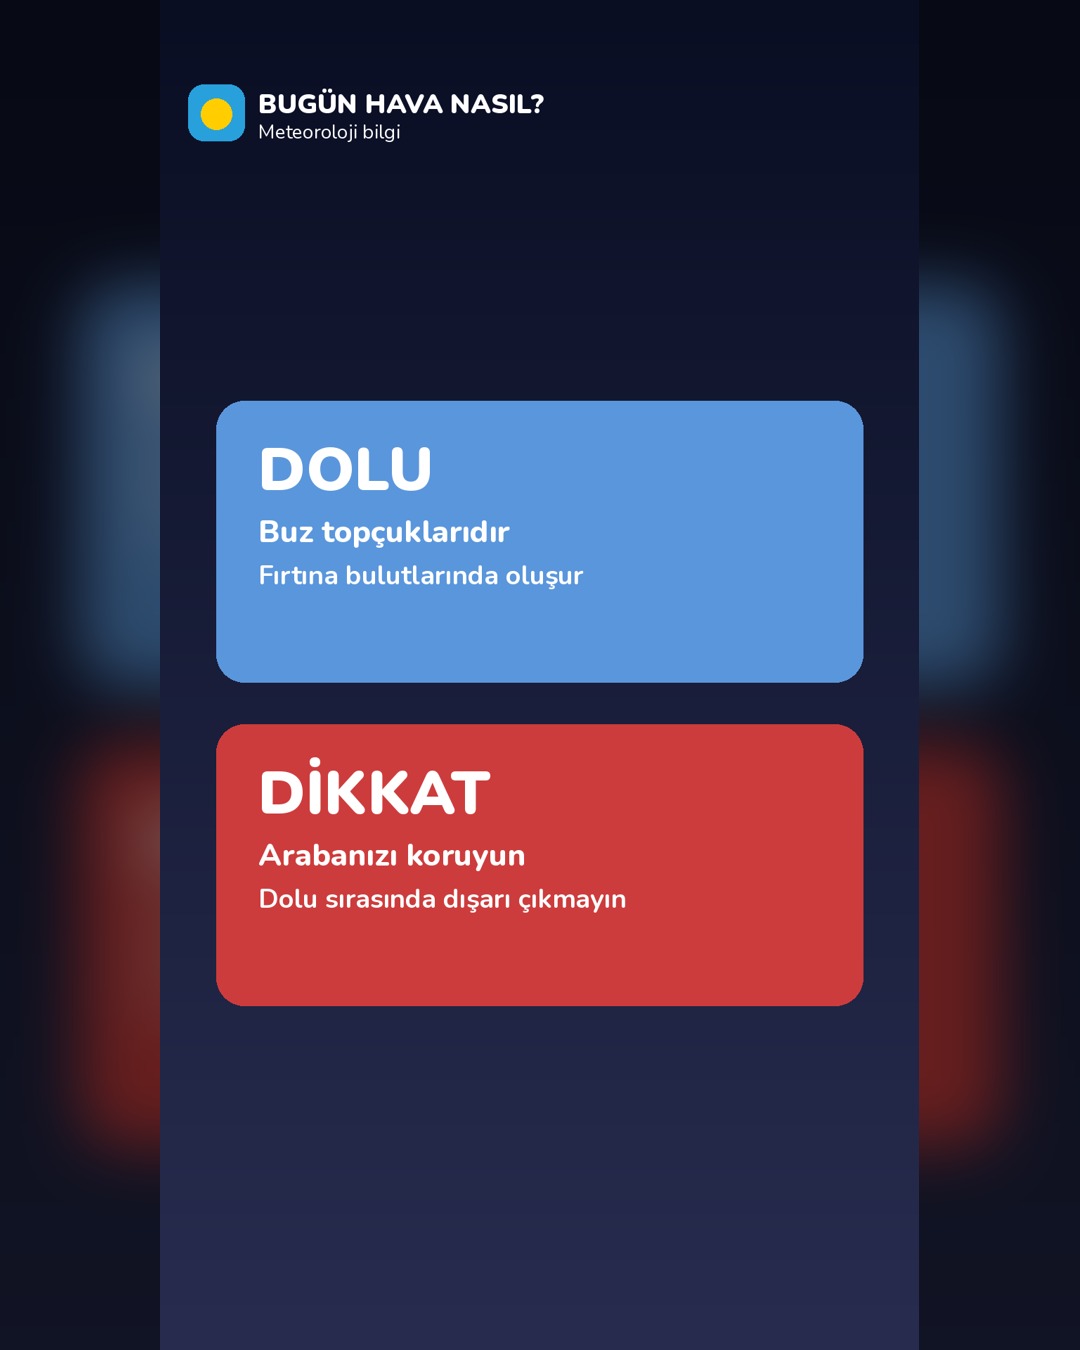 BUGÜN HAVA NASIL?
Meteoroloji bilgi
DOLU
Buz topçuklarıdır
Fırtına bulutlarında oluşur
DİKKAT
Arabanızı koruyun
Dolu sırasında dışarı çıkmayın